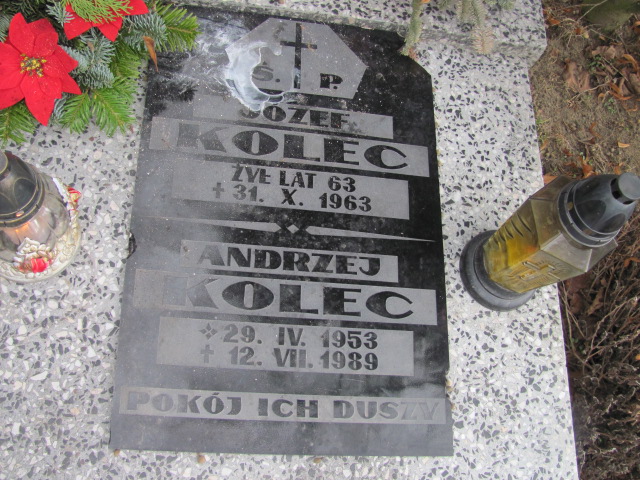 Ś. P.
JÓZEF
KOLEC
ŻYŁ LAT 63
✝ 31. X. 1963
ANDRZEJ
KOLEC
✧ 29. IV. 1953
✝ 12. VII. 1989
POKÓJ ICH DUSZY